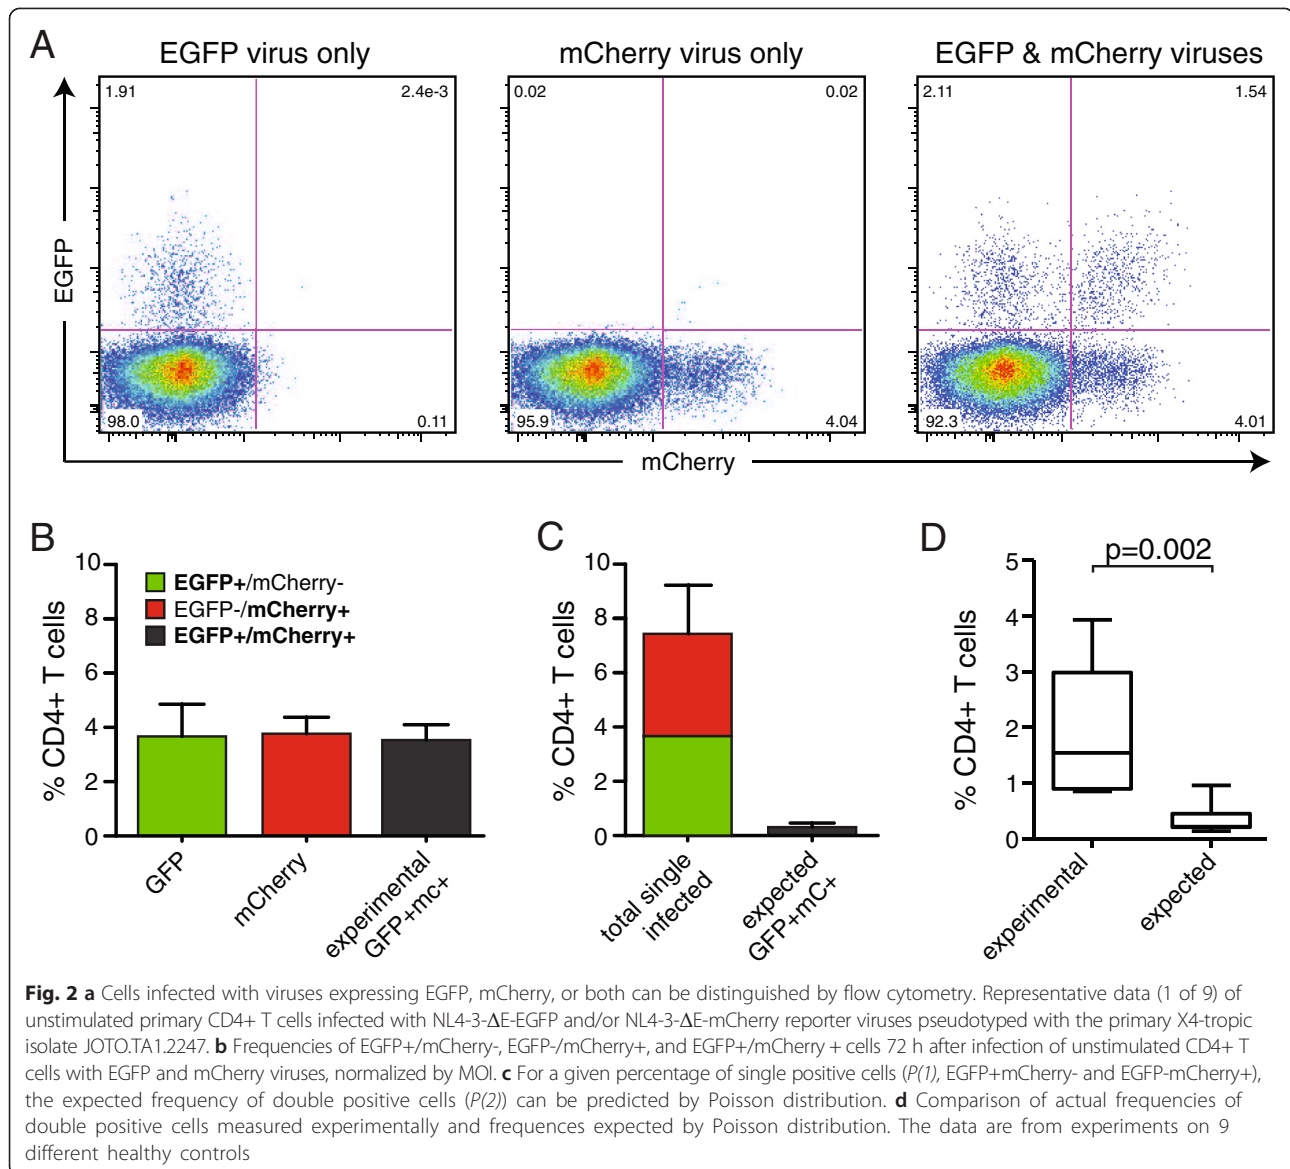 A
EGFP virus only
mCherry virus only
EGFP & mCherry viruses
1.91
2.4e-3
98.0
0.11
0.02
0.02
95.9
4.04
2.11
1.54
92.3
4.01
EGFP
mCherry
B
% CD4+ T cells
10
8
6
4
2
0
EGFP+/mCherry-
EGFP-/mCherry+
EGFP+/mCherry+
GFP
mCherry
experimental
GFP+mc+
C
% CD4+ T cells
10
8
6
4
2
0
total single
infected
expected
GFP+mC+
D
% CD4+ T cells
5
4
3
2
1
0
p=0.002
experimental
expected
Fig. 2 a Cells infected with viruses expressing EGFP, mCherry, or both can be distinguished by flow cytometry. Representative data (1 of 9) of
unstimulated primary CD4+ T cells infected with NL4-3-ΔE-EGFP and/or NL4-3-ΔE-mCherry reporter viruses pseudotyped with the primary X4-tropic
isolate JOTO.TA1.2247. b Frequencies of EGFP+/mCherry-, EGFP-/mCherry+, and EGFP+/mCherry + cells 72 h after infection of unstimulated CD4+ T
cells with EGFP and mCherry viruses, normalized by MOI. c For a given percentage of single positive cells (P(1), EGFP+mCherry- and EGFP-mCherry+),
the expected frequency of double positive cells (P(2)) can be predicted by Poisson distribution. d Comparison of actual frequencies of
double positive cells measured experimentally and frequences expected by Poisson distribution. The data are from experiments on 9
different healthy controls